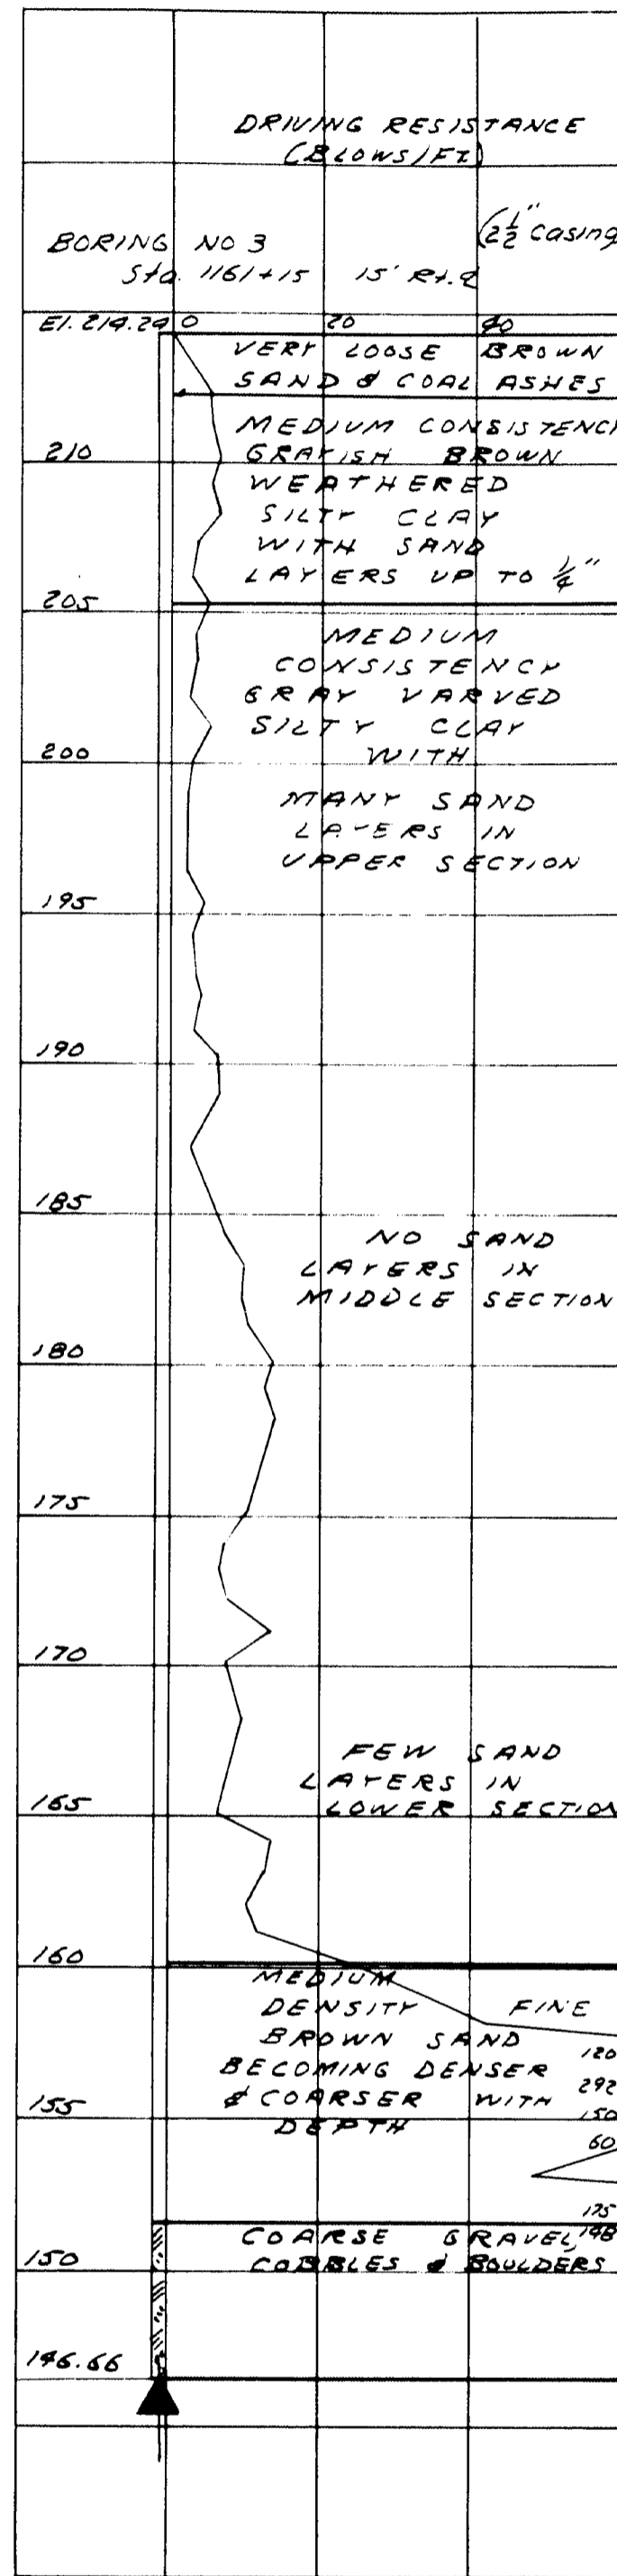 DRIVING RESISTANCE
(BLOWS/FT)
(2½" Casing
BORING NO 3
Sta. 1161+15 15' Rt. ℄
El. 214.24 0 20 40
VERY LOOSE BROWN
SAND & COAL ASHES
MEDIUM CONSISTENCY
210 GRAYISH BROWN
WEATHERED
SILTY CLAY
WITH SAND
LAYERS UP TO ¼"
205
MEDIUM
CONSISTENCY
GRAY VARVED
SILTY CLAY
200 WITH
MANY SAND
LAYERS IN
UPPER SECTION
195
190
185
NO SAND
LAYERS IN
MIDDLE SECTION
180
175
170
FEW SAND
LAYERS IN
165 LOWER SECTION
160
MEDIUM
DENSITY FINE
BROWN SAND 120
BECOMING DENSER 292
155 & COARSER WITH 150
DEPTH 60
175
COARSE GRAVEL, 148
150 COBBLES & BOULDERS
146.66